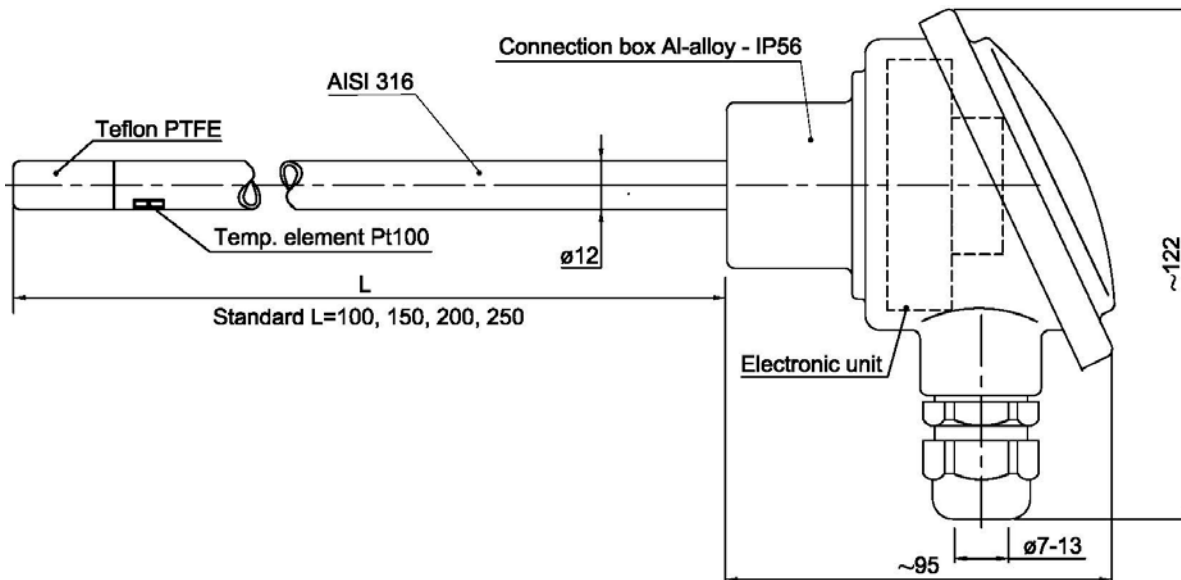 Connection box Al-alloy - IP56
AISI 316
Teflon PTFE
Temp. element Pt100
ø12
L
Standard L=100, 150, 200, 250
~122
Electronic unit
ø7-13
~95